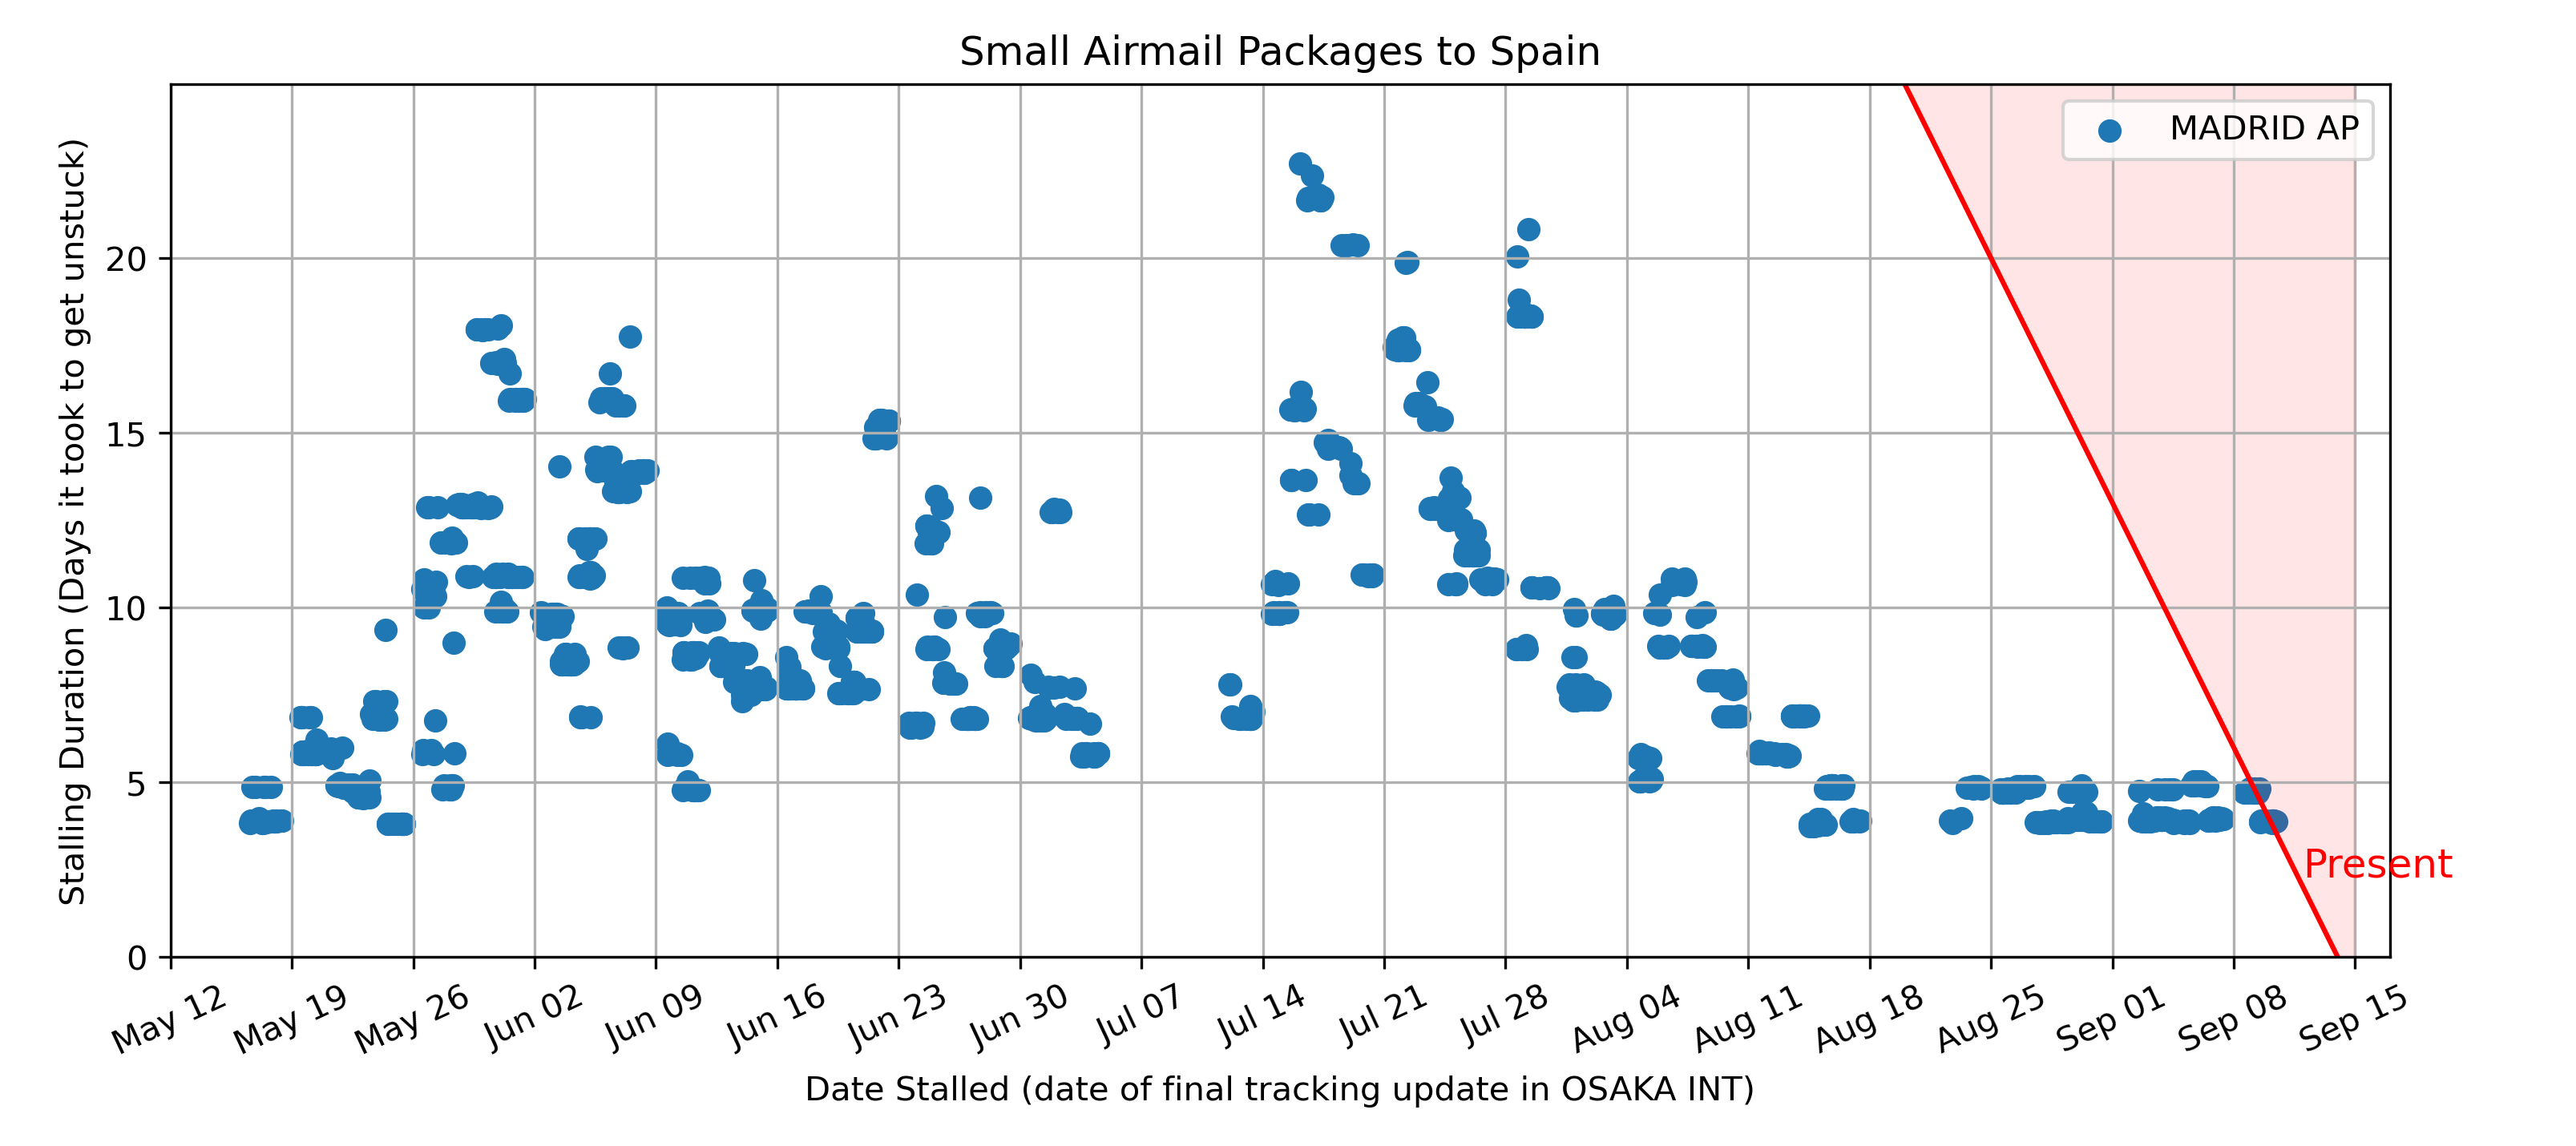 Small Airmail Packages to Spain
MADRID AP
Stalling Duration (Days it took to get unstuck)
20
15
10
5
0
Present
May 12
May 19
May 26
Jun 02
Jun 09
Jun 16
Jun 23
Jun 30
Jul 07
Jul 14
Jul 21
Jul 28
Aug 04
Aug 11
Aug 18
Aug 25
Sep 01
Sep 08
Sep 15
Date Stalled (date of final tracking update in OSAKA INT)